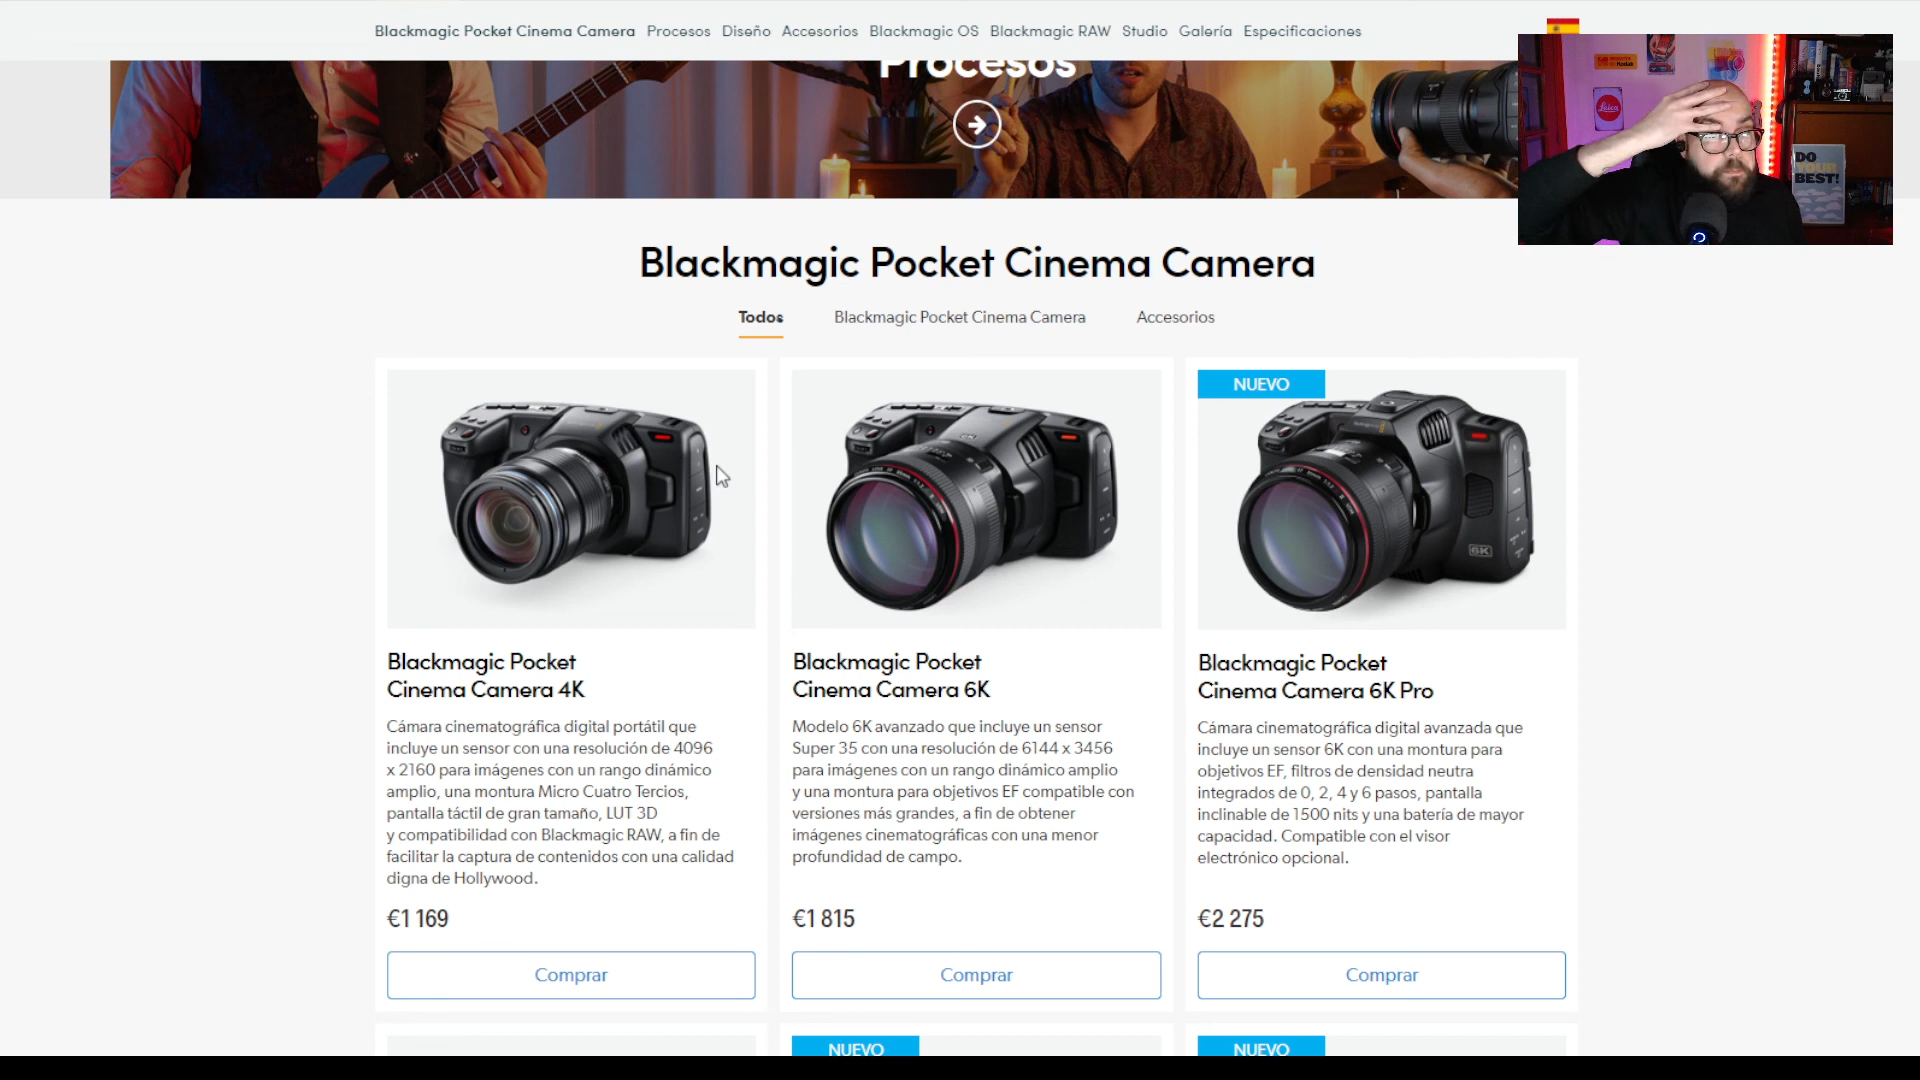 Blackmagic Pocket Cinema Camera Procesos Diseño Accesorios Blackmagic OS Blackmagic RAW Studio Galería Especificaciones
Procesos
Kodak
Leica
DO
YOUR
BEST!
Blackmagic Pocket Cinema Camera
Todos Blackmagic Pocket Cinema Camera Accesorios
NUEVO
6K
Blackmagic Pocket
Cinema Camera 4K
Cámara cinematográfica digital portátil que
incluye un sensor con una resolución de 4096
x 2160 para imágenes con un rango dinámico
amplio, una montura Micro Cuatro Tercios,
pantalla táctil de gran tamaño, LUT 3D
y compatibilidad con Blackmagic RAW, a fin de
facilitar la captura de contenidos con una calidad
digna de Hollywood.
€1 169
Comprar
Blackmagic Pocket
Cinema Camera 6K
Modelo 6K avanzado que incluye un sensor
Super 35 con una resolución de 6144 x 3456
para imágenes con un rango dinámico amplio
y una montura para objetivos EF compatible con
versiones más grandes, a fin de obtener
imágenes cinematográficas con una menor
profundidad de campo.
€1 815
Comprar
Blackmagic Pocket
Cinema Camera 6K Pro
Cámara cinematográfica digital avanzada que
incluye un sensor 6K con una montura para
objetivos EF, filtros de densidad neutra
integrados de 0, 2, 4 y 6 pasos, pantalla
inclinable de 1500 nits y una batería de mayor
capacidad. Compatible con el visor
electrónico opcional.
€2 275
Comprar
NUEVO
NUEVO